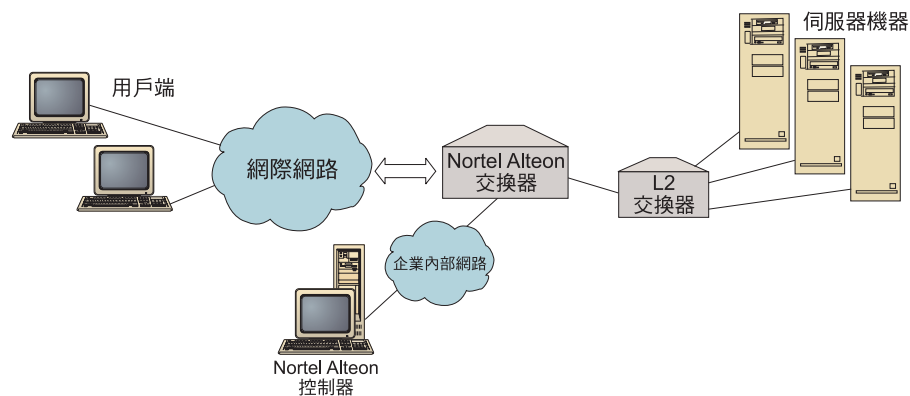 伺服器機器
用戶端
網際網路
Nortel Alteon
交換器
L2
交換器
企業內部網路
Nortel Alteon
控制器